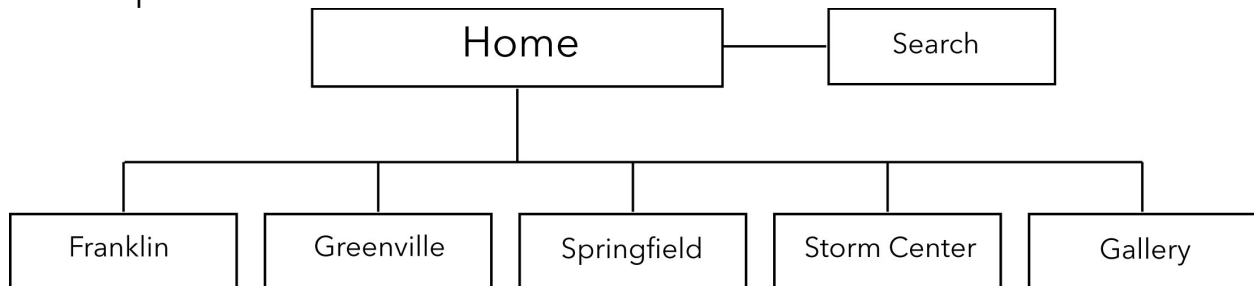 Home
Search
Franklin
Greenville
Springfield
Storm Center
Gallery